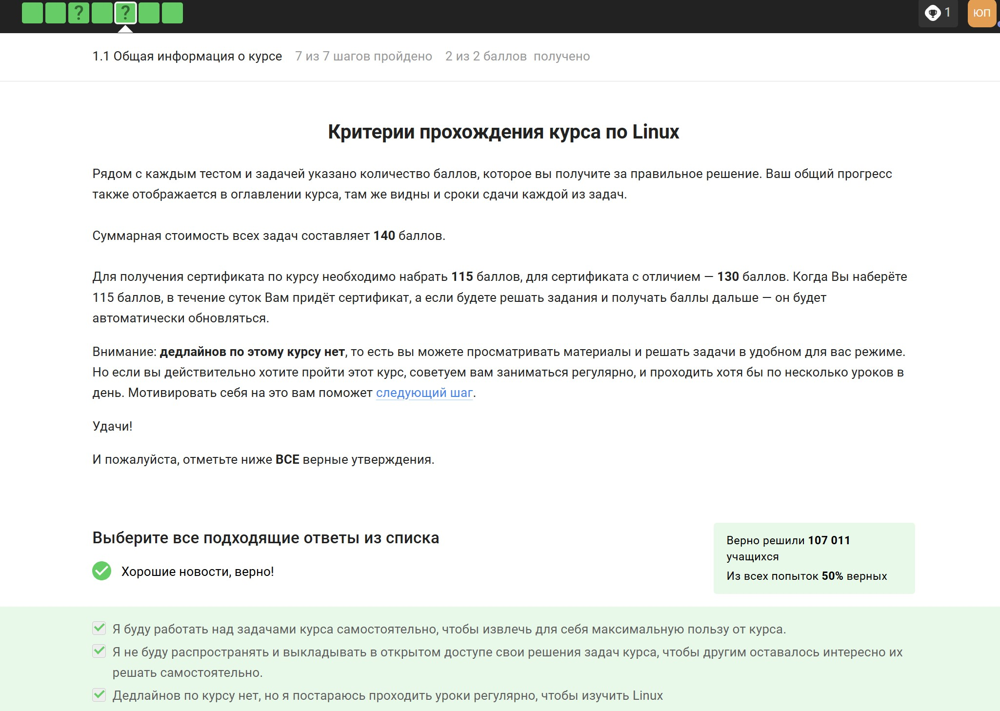 ? ? 1 ЮП
1.1 Общая информация о курсе 7 из 7 шагов пройдено 2 из 2 баллов получено
Критерии прохождения курса по Linux
Рядом с каждым тестом и задачей указано количество баллов, которое вы получите за правильное решение. Ваш общий прогресс
также отображается в оглавлении курса, там же видны и сроки сдачи каждой из задач.
Суммарная стоимость всех задач составляет 140 баллов.
Для получения сертификата по курсу необходимо набрать 115 баллов, для сертификата с отличием — 130 баллов. Когда Вы наберёте
115 баллов, в течение суток Вам придёт сертификат, а если будете решать задания и получать баллы дальше — он будет
автоматически обновляться.
Внимание: дедлайнов по этому курсу нет, то есть вы можете просматривать материалы и решать задачи в удобном для вас режиме.
Но если вы действительно хотите пройти этот курс, советуем вам заниматься регулярно, и проходить хотя бы по несколько уроков в
день. Мотивировать себя на это вам поможет следующий шаг.
Удачи!
И пожалуйста, отметьте ниже ВСЕ верные утверждения.
Выберите все подходящие ответы из списка
Хорошие новости, верно!
Верно решили 107 011
учащихся
Из всех попыток 50% верных
Я буду работать над задачами курса самостоятельно, чтобы извлечь для себя максимальную пользу от курса.
Я не буду распространять и выкладывать в открытом доступе свои решения задач курса, чтобы другим оставалось интересно их
решать самостоятельно.
Дедлайнов по курсу нет, но я постараюсь проходить уроки регулярно, чтобы изучить Linux